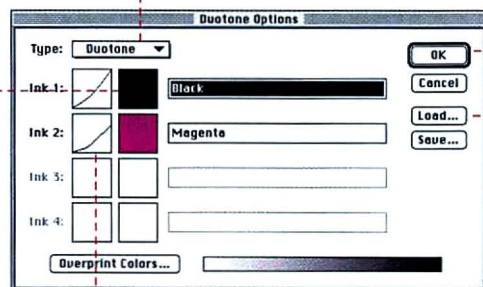 Duotone Options
Type: Duotone
OK
Ink 1: Black
Cancel
Ink 2: Magenta
Load...
Save...
Ink 3:
Ink 4:
Overprint Colors...